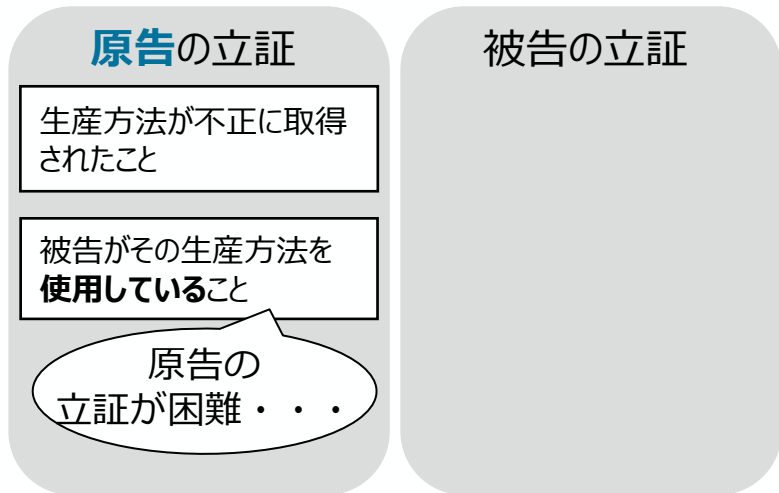 原告の立証
生産方法が不正に取得
されたこと
被告がその生産方法を
使用していること
原告の
立証が困難・・・
被告の立証